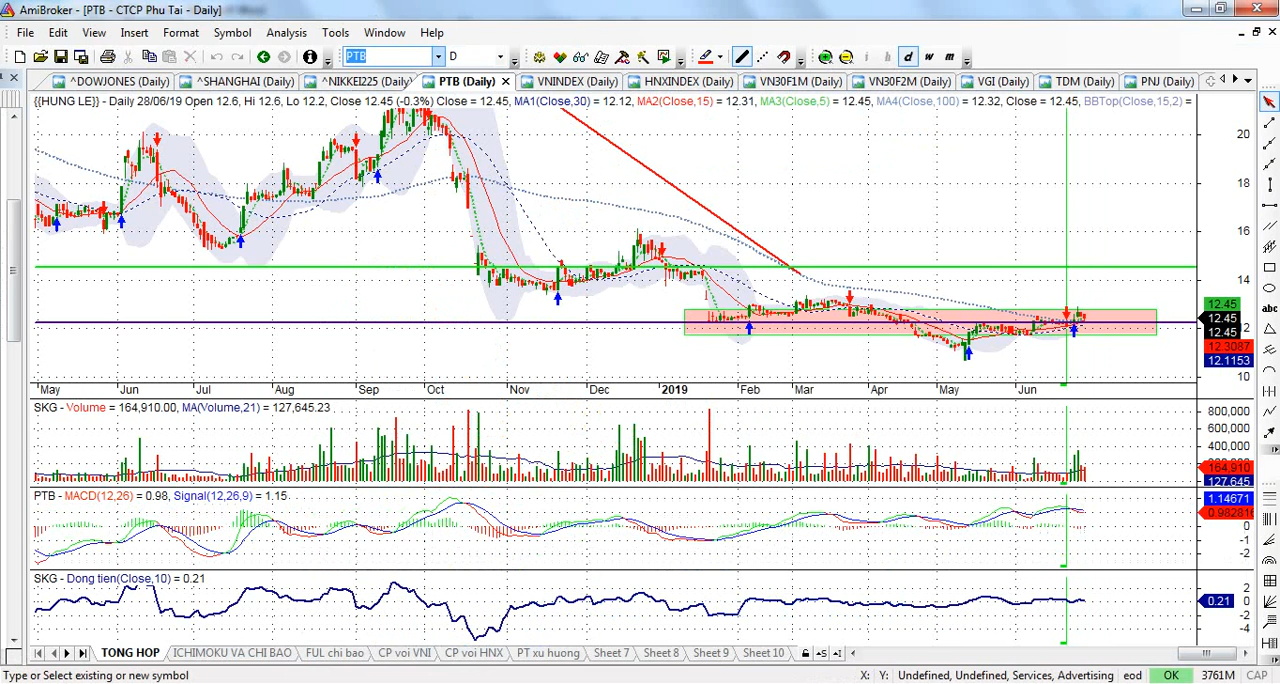 AmiBroker - [PTB - CTCP Phu Tai - Daily]
File Edit View Insert Format Symbol Analysis Tools Window Help
PTB D i h d w m
^DOWJONES (Daily) ^SHANGHAI (Daily) ^NIKKEI225 (Daily) PTB (Daily) VNINDEX (Daily) HNXINDEX (Daily) VN30F1M (Daily) VN30F2M (Daily) VGI (Daily) TDM (Daily) PNJ (Daily)
{{HUNG LE}} - Daily 28/06/19 Open 12.6, Hi 12.6, Lo 12.2, Close 12.45 (-0.3%) Close = 12.45, MA1(Close,30) = 12.12, MA2(Close,15) = 12.31, MA3(Close,5) = 12.45, MA4(Close,100) = 12.32, Close = 12.45, BBTop(Close,15,2) =
20
18
16
14
12.45
12.45
12.45
12.3087
12.1153
10
May Jun Jul Aug Sep Oct Nov Dec 2019 Feb Mar Apr May Jun
SKG - Volume = 164,910.00, MA(Volume,21) = 127,645.23
800,000
600,000
400,000
164,910
127,645
PTB - MACD(12,26) = 0.98, Signal(12,26,9) = 1.15
1.14671
0
-1
-2
SKG - Dong tien(Close,10) = 0.21
2
0
0.21
-2
-4
TONG HOP ICHIMOKU VA CHI BAO FUL chi bao CP voi VNI CP voi HNX PT xu huong Sheet 7 Sheet 8 Sheet 9 Sheet 10
abc
Type or Select existing or new symbol X: Y: Undefined, Undefined, Services, Advertising eod OK 3761M CAP